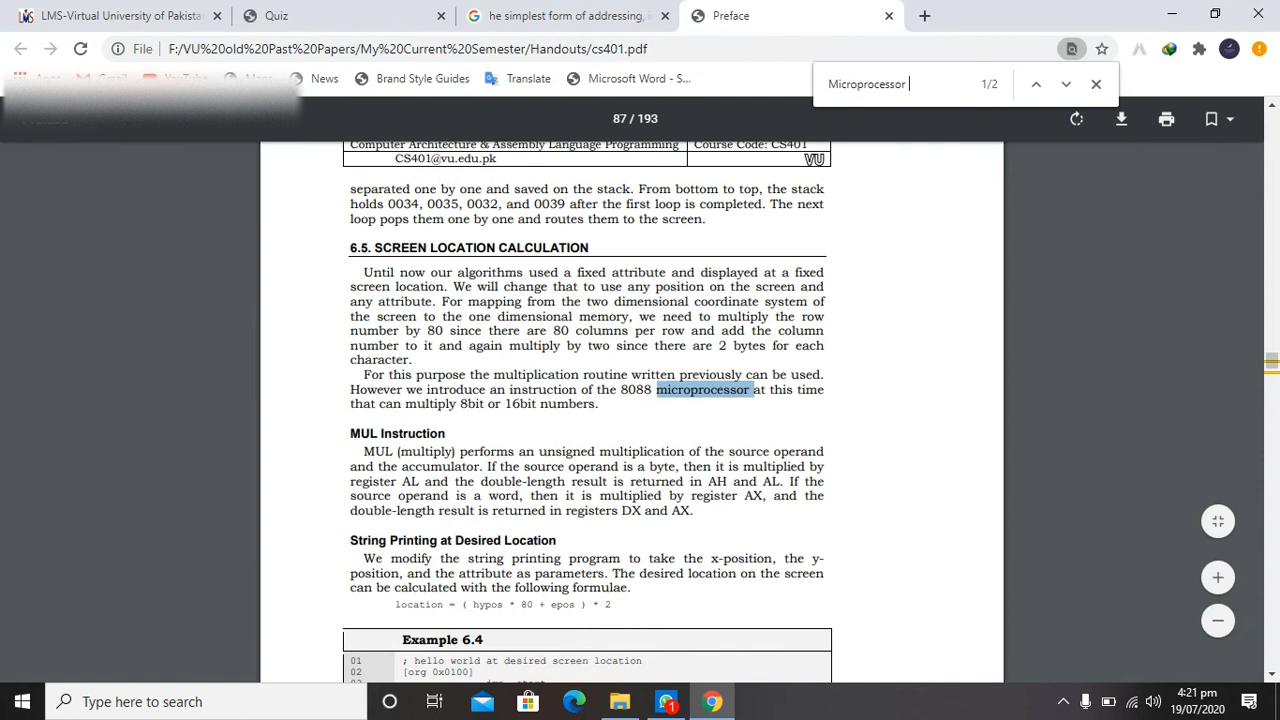 LMS-Virtual University of Pakistan
Quiz
he simplest form of addressing, i
Preface
File
F:/VU%20old%20Past%20Papers/My%20Current%20Semester/Handouts/cs401.pdf
Apps
Gmail
YouTube
Maps
News
Brand Style Guides
Translate
Microsoft Word - S...
Microprocessor
1/2
87 / 193
Computer Architecture & Assembly Language Programming
Course Code: CS401
CS401@vu.edu.pk
VU
separated one by one and saved on the stack. From bottom to top, the stack
holds 0034, 0035, 0032, and 0039 after the first loop is completed. The next
loop pops them one by one and routes them to the screen.
6.5. SCREEN LOCATION CALCULATION
Until now our algorithms used a fixed attribute and displayed at a fixed
screen location. We will change that to use any position on the screen and
any attribute. For mapping from the two dimensional coordinate system of
the screen to the one dimensional memory, we need to multiply the row
number by 80 since there are 80 columns per row and add the column
number to it and again multiply by two since there are 2 bytes for each
character.
For this purpose the multiplication routine written previously can be used.
However we introduce an instruction of the 8088 microprocessor at this time
that can multiply 8bit or 16bit numbers.
MUL Instruction
MUL (multiply) performs an unsigned multiplication of the source operand
and the accumulator. If the source operand is a byte, then it is multiplied by
register AL and the double-length result is returned in AH and AL. If the
source operand is a word, then it is multiplied by register AX, and the
double-length result is returned in registers DX and AX.
String Printing at Desired Location
We modify the string printing program to take the x-position, the y-
position, and the attribute as parameters. The desired location on the screen
can be calculated with the following formulae.
location = ( hypos * 80 + epos ) * 2
Example 6.4
01
; hello world at desired screen location
02
[org 0x0100]
Type here to search
1
4:21 pm
19/07/2020